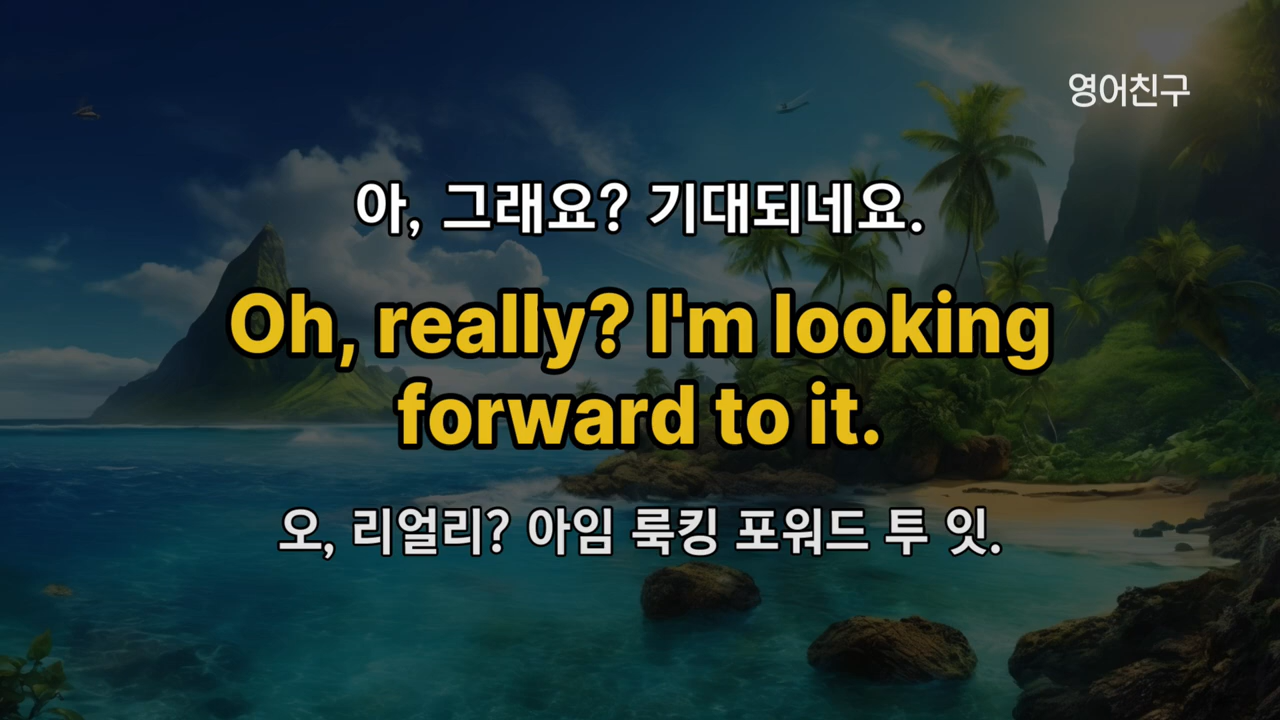 영어친구
아, 그래요? 기대되네요.
Oh, really? I'm looking
forward to it.
오, 리얼리? 아임 룩킹 포워드 투 잇.